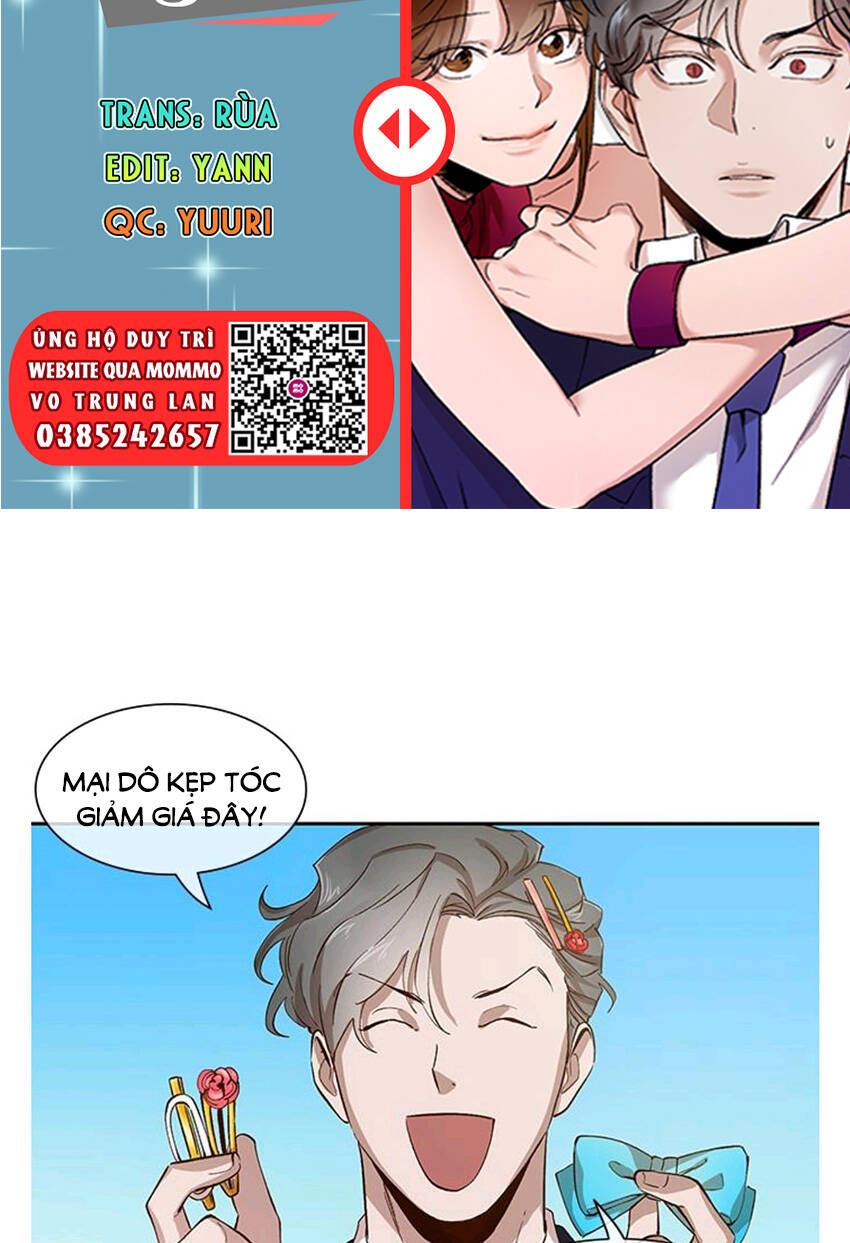 TRANS: RÙA
EDIT: YANN
QC: YUURI
ỦNG HỘ DUY TRÌ
WEBSITE QUA MOMMO
VO TRUNG LAN
0385242657
MẠI DÔ KẸP TÓC
GIẢM GIÁ ĐÂY!